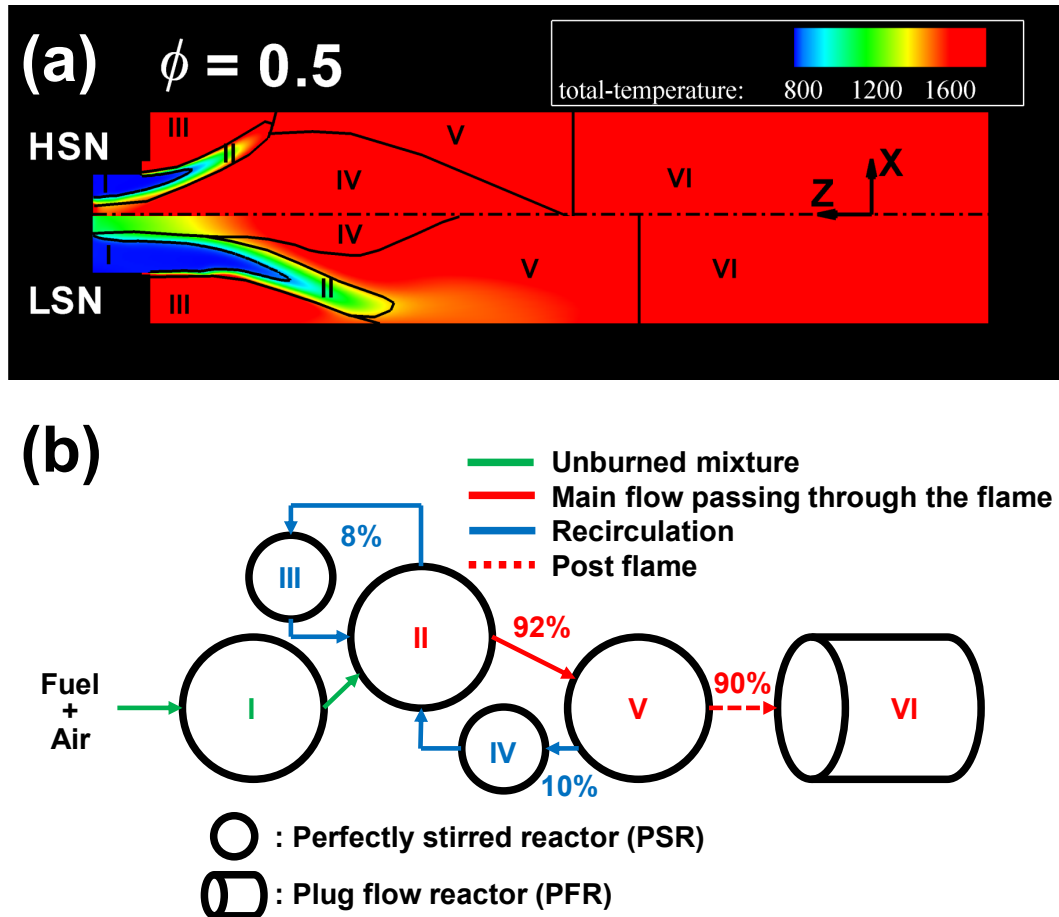 (a)
ϕ = 0.5
total-temperature: 800 1200 1600
HSN
III
II
V
I
IV
VI
X
Z
IV
I
V
VI
II
LSN
III
(b)
Unburned mixture
Main flow passing through the flame
Recirculation
Post flame
8%
III
II
92%
90%
Fuel
+
Air
I
V
VI
IV
10%
: Perfectly stirred reactor (PSR)
: Plug flow reactor (PFR)